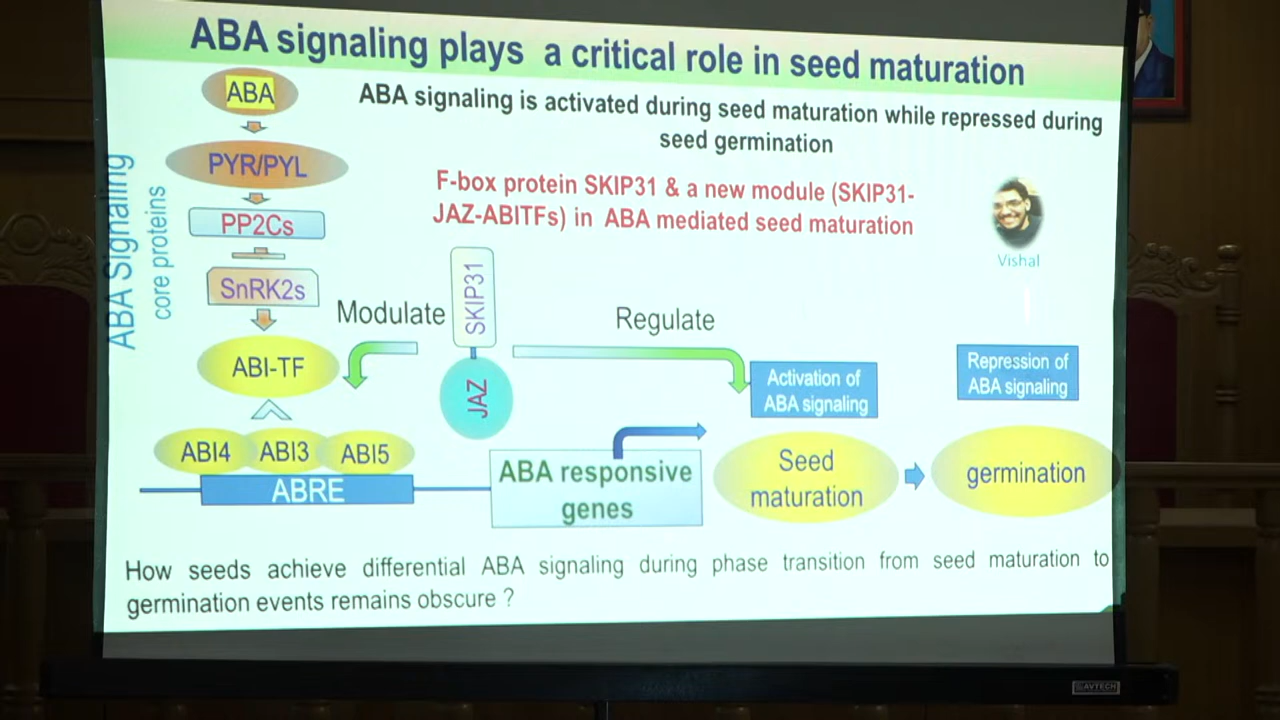 ABA signaling plays a critical role in seed maturation
ABA
ABA signaling is activated during seed maturation while repressed during
seed germination
PYR/PYL
F-box protein SKIP31 & a new module (SKIP31-
JAZ-ABITFs) in ABA mediated seed maturation
ABA Signaling
core proteins
PP2Cs
Vishal
SnRK2s
Modulate
SKIP31
Regulate
ABI-TF
JAZ
Activation of
ABA signaling
Repression of
ABA signaling
ABI4
ABI3
ABI5
ABRE
ABA responsive
genes
Seed
maturation
germination
How seeds achieve differential ABA signaling during phase transition from seed maturation to
germination events remains obscure ?
AVTECH